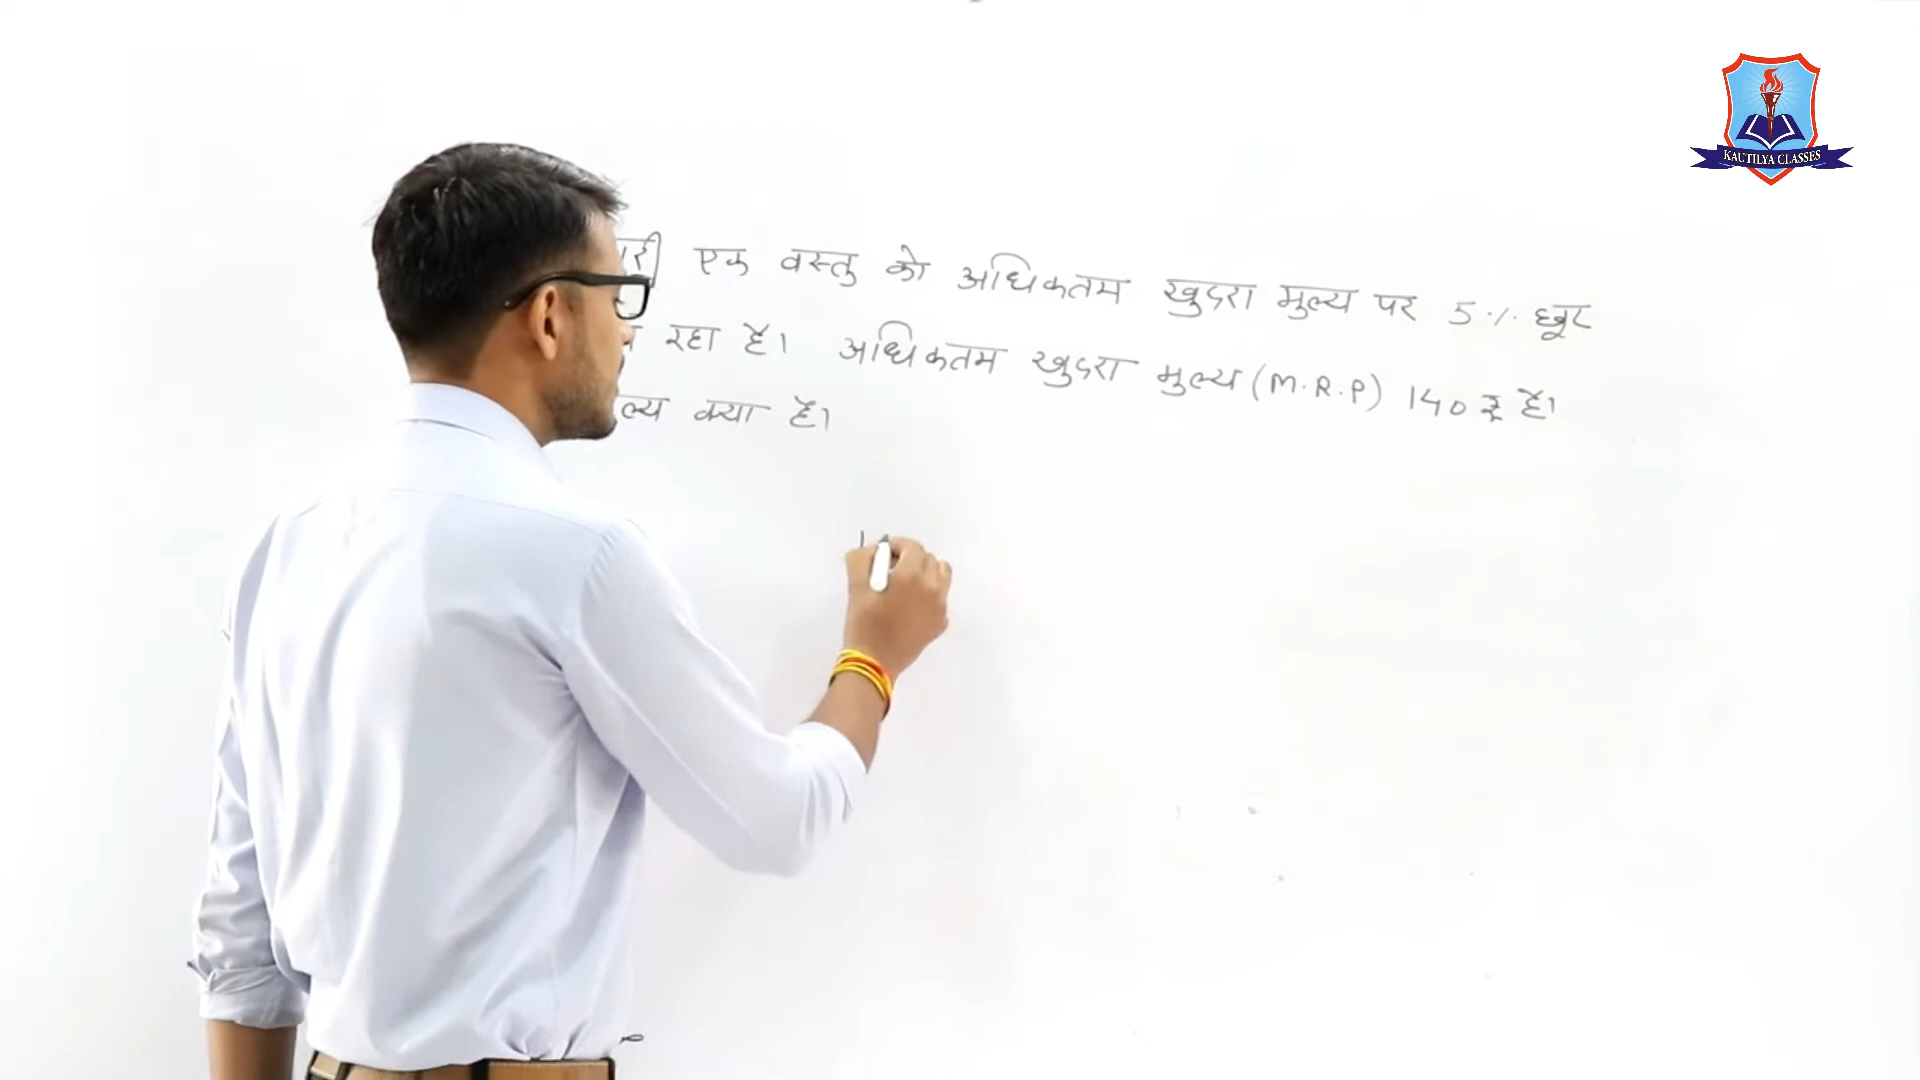 KAUTILYA CLASSES
एक वस्तु को अधिकतम खुदरा मुल्य पर 5% छूट
रहा है। अधिकतम खुदरा मुल्य (M.R.P) 140 रू है।
क्या है।